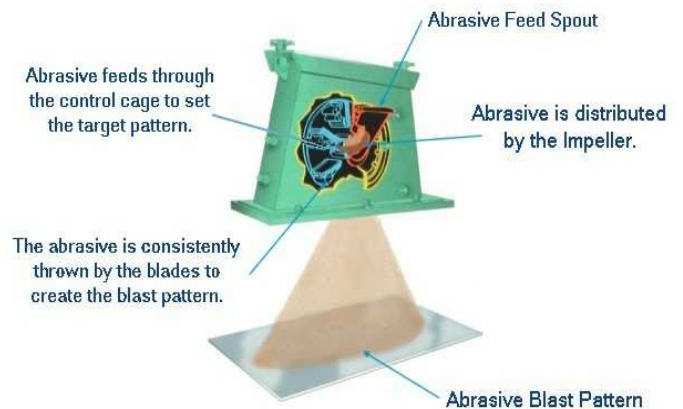 Abrasive Feed Spout
Abrasive feeds through
the control cage to set
the target pattern.
Abrasive is distributed
by the Impeller.
The abrasive is consistently
thrown by the blades to
create the blast pattern.
Abrasive Blast Pattern